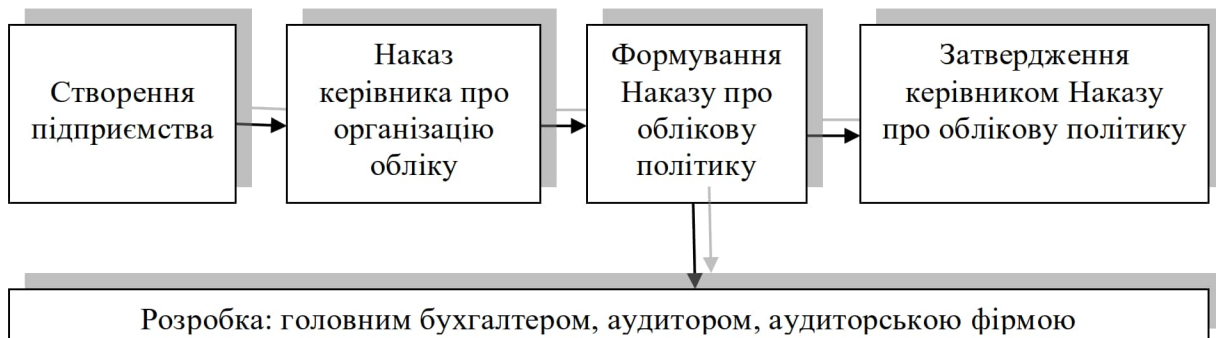 Створення
підприємства
Наказ
керівника про
організацію
обліку
Формування
Наказу про
облікову
політику
Затвердження
керівником Наказу
про облікову політику
Розробка: головним бухгалтером, аудитором, аудиторською фірмою